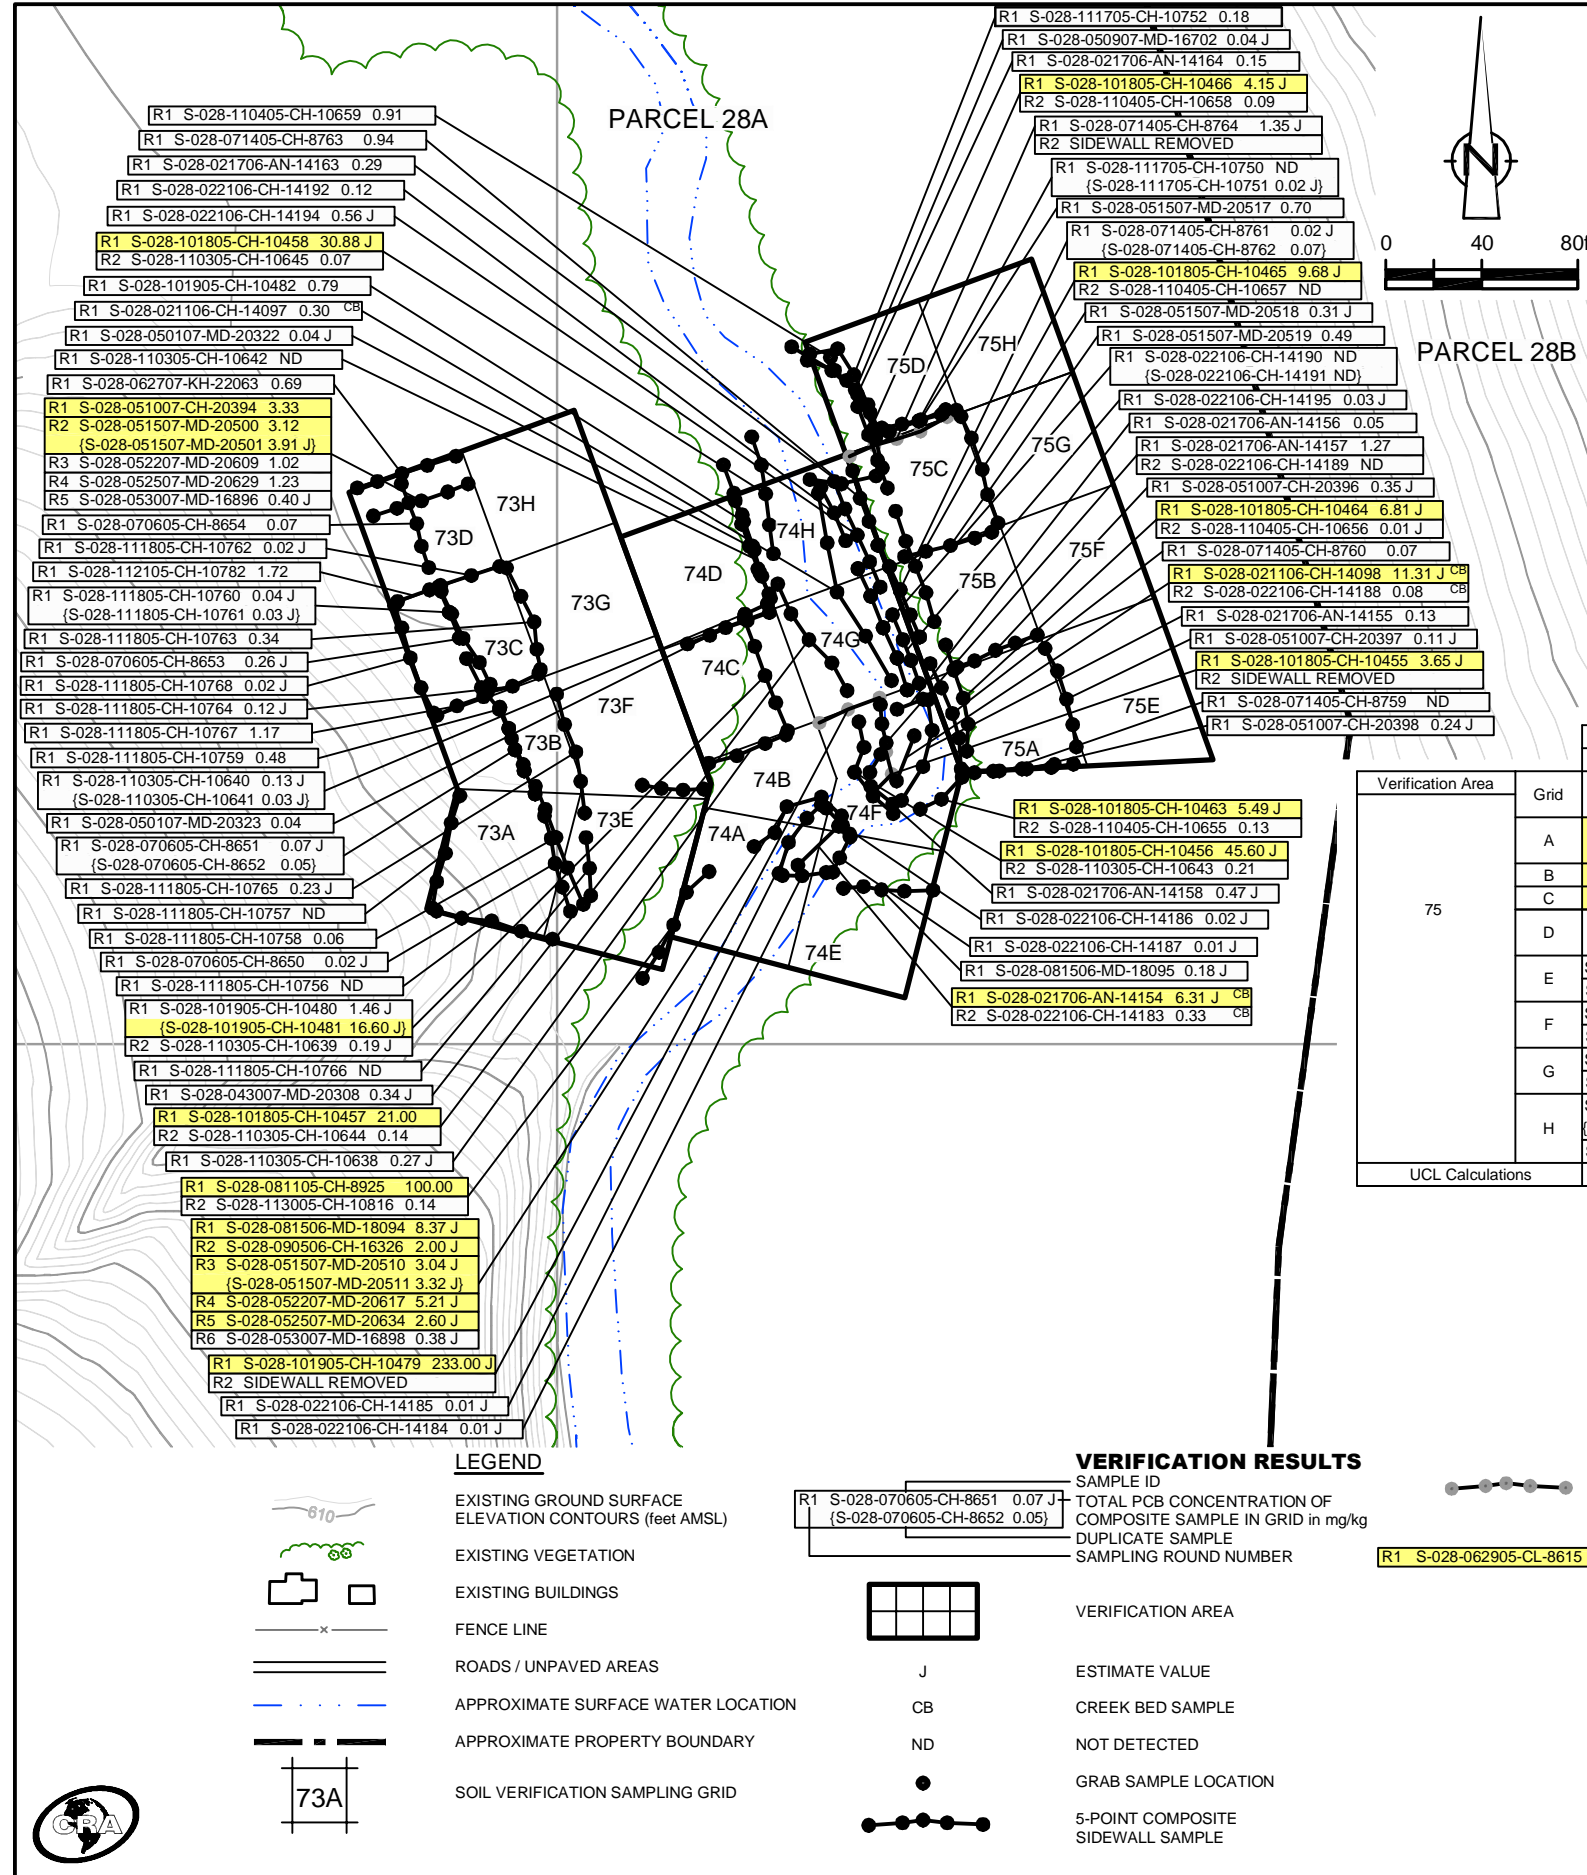 R1 S-028-110405-CH-10659 0.91
R1 S-028-071405-CH-8763 0.94
R1 S-028-021706-AN-14163 0.29
R1 S-028-022106-CH-14192 0.12
R1 S-028-022106-CH-14194 0.56 J
R1 S-028-101805-CH-10458 30.88 J
R2 S-028-110305-CH-10645 0.07
R1 S-028-101905-CH-10482 0.79
R1 S-028-021106-CH-14097 0.30 CB
R1 S-028-050107-MD-20322 0.04 J
R1 S-028-110305-CH-10642 ND
R1 S-028-062707-KH-22063 0.69
R1 S-028-051007-CH-20394 3.33
R2 S-028-051507-MD-20500 3.12
{S-028-051507-MD-20501 3.91 J}
R3 S-028-052207-MD-20609 1.02
R4 S-028-052507-MD-20629 1.23
R5 S-028-053007-MD-16896 0.40 J
R1 S-028-070605-CH-8654 0.07
R1 S-028-111805-CH-10762 0.02 J
R1 S-028-112105-CH-10782 1.72
R1 S-028-111805-CH-10760 0.04 J
{S-028-111805-CH-10761 0.03 J}
R1 S-028-111805-CH-10763 0.34
R1 S-028-070605-CH-8653 0.26 J
R1 S-028-111805-CH-10768 0.02 J
R1 S-028-111805-CH-10764 0.12 J
R1 S-028-111805-CH-10767 1.17
R1 S-028-111805-CH-10759 0.48
R1 S-028-110305-CH-10640 0.13 J
{S-028-110305-CH-10641 0.03 J}
R1 S-028-050107-MD-20323 0.04
R1 S-028-070605-CH-8651 0.07 J
{S-028-070605-CH-8652 0.05}
R1 S-028-111805-CH-10765 0.23 J
R1 S-028-111805-CH-10757 ND
R1 S-028-111805-CH-10758 0.06
R1 S-028-070605-CH-8650 0.02 J
R1 S-028-111805-CH-10756 ND
R1 S-028-101905-CH-10480 1.46 J
{S-028-101905-CH-10481 16.60 J}
R2 S-028-110305-CH-10639 0.19 J
R1 S-028-111805-CH-10766 ND
R1 S-028-043007-MD-20308 0.34 J
R1 S-028-101805-CH-10457 21.00
R2 S-028-110305-CH-10644 0.14
R1 S-028-110305-CH-10638 0.27 J
R1 S-028-081105-CH-8925 100.00
R2 S-028-113005-CH-10816 0.14
R1 S-028-081506-MD-18094 8.37 J
R2 S-028-090506-CH-16326 2.00 J
R3 S-028-051507-MD-20510 3.04 J
{S-028-051507-MD-20511 3.32 J}
R4 S-028-052207-MD-20617 5.21 J
R5 S-028-052507-MD-20634 2.60 J
R6 S-028-053007-MD-16898 0.38 J
R1 S-028-101905-CH-10479 233.00 J
R2 SIDEWALL REMOVED
R1 S-028-022106-CH-14185 0.01 J
R1 S-028-022106-CH-14184 0.01 J
PARCEL 28A
73H
73D
73G
73C
73F
73B
73A
73E
74H
74D
74G
74C
74B
74F
74A
74E
75H
75D
75G
75C
75F
75B
75E
75A
R1 S-028-111705-CH-10752 0.18
R1 S-028-050907-MD-16702 0.04 J
R1 S-028-021706-AN-14164 0.15
R1 S-028-101805-CH-10466 4.15 J
R2 S-028-110405-CH-10658 0.09
R1 S-028-071405-CH-8764 1.35 J
R2 SIDEWALL REMOVED
R1 S-028-111705-CH-10750 ND
{S-028-111705-CH-10751 0.02 J}
R1 S-028-051507-MD-20517 0.70
R1 S-028-071405-CH-8761 0.02 J
{S-028-071405-CH-8762 0.07}
R1 S-028-101805-CH-10465 9.68 J
R2 S-028-110405-CH-10657 ND
R1 S-028-051507-MD-20518 0.31 J
R1 S-028-051507-MD-20519 0.49
R1 S-028-022106-CH-14190 ND
{S-028-022106-CH-14191 ND}
R1 S-028-022106-CH-14195 0.03 J
R1 S-028-021706-AN-14156 0.05
R1 S-028-021706-AN-14157 1.27
R2 S-028-022106-CH-14189 ND
R1 S-028-051007-CH-20396 0.35 J
R1 S-028-101805-CH-10464 6.81 J
R2 S-028-110405-CH-10656 0.01 J
R1 S-028-071405-CH-8760 0.07
R1 S-028-021106-CH-14098 11.31 J CB
R2 S-028-022106-CH-14188 0.08 CB
R1 S-028-021706-AN-14155 0.13
R1 S-028-051007-CH-20397 0.11 J
R1 S-028-101805-CH-10455 3.65 J
R2 SIDEWALL REMOVED
R1 S-028-071405-CH-8759 ND
R1 S-028-051007-CH-20398 0.24 J
R1 S-028-101805-CH-10463 5.49 J
R2 S-028-110405-CH-10655 0.13
R1 S-028-101805-CH-10456 45.60 J
R2 S-028-110305-CH-10643 0.21
R1 S-028-021706-AN-14158 0.47 J
R1 S-028-022106-CH-14186 0.02 J
R1 S-028-022106-CH-14187 0.01 J
R1 S-028-081506-MD-18095 0.18 J
R1 S-028-021706-AN-14154 6.31 J CB
R2 S-028-022106-CH-14183 0.33 CB
N
0 40 80f
PARCEL 28B
Verification Area Grid
75
A
B
C
D
E
F
G
H
UCL Calculations
LEGEND
610
EXISTING GROUND SURFACE
ELEVATION CONTOURS (feet AMSL)
EXISTING VEGETATION
EXISTING BUILDINGS
FENCE LINE
ROADS / UNPAVED AREAS
APPROXIMATE SURFACE WATER LOCATION
APPROXIMATE PROPERTY BOUNDARY
73A
SOIL VERIFICATION SAMPLING GRID
CRA
VERIFICATION RESULTS
R1 S-028-070605-CH-8651 0.07 J
{S-028-070605-CH-8652 0.05}
SAMPLE ID
TOTAL PCB CONCENTRATION OF
COMPOSITE SAMPLE IN GRID in mg/kg
DUPLICATE SAMPLE
SAMPLING ROUND NUMBER
R1 S-028-062905-CL-8615
VERIFICATION AREA
J ESTIMATE VALUE
CB CREEK BED SAMPLE
ND NOT DETECTED
GRAB SAMPLE LOCATION
5-POINT COMPOSITE
SIDEWALL SAMPLE